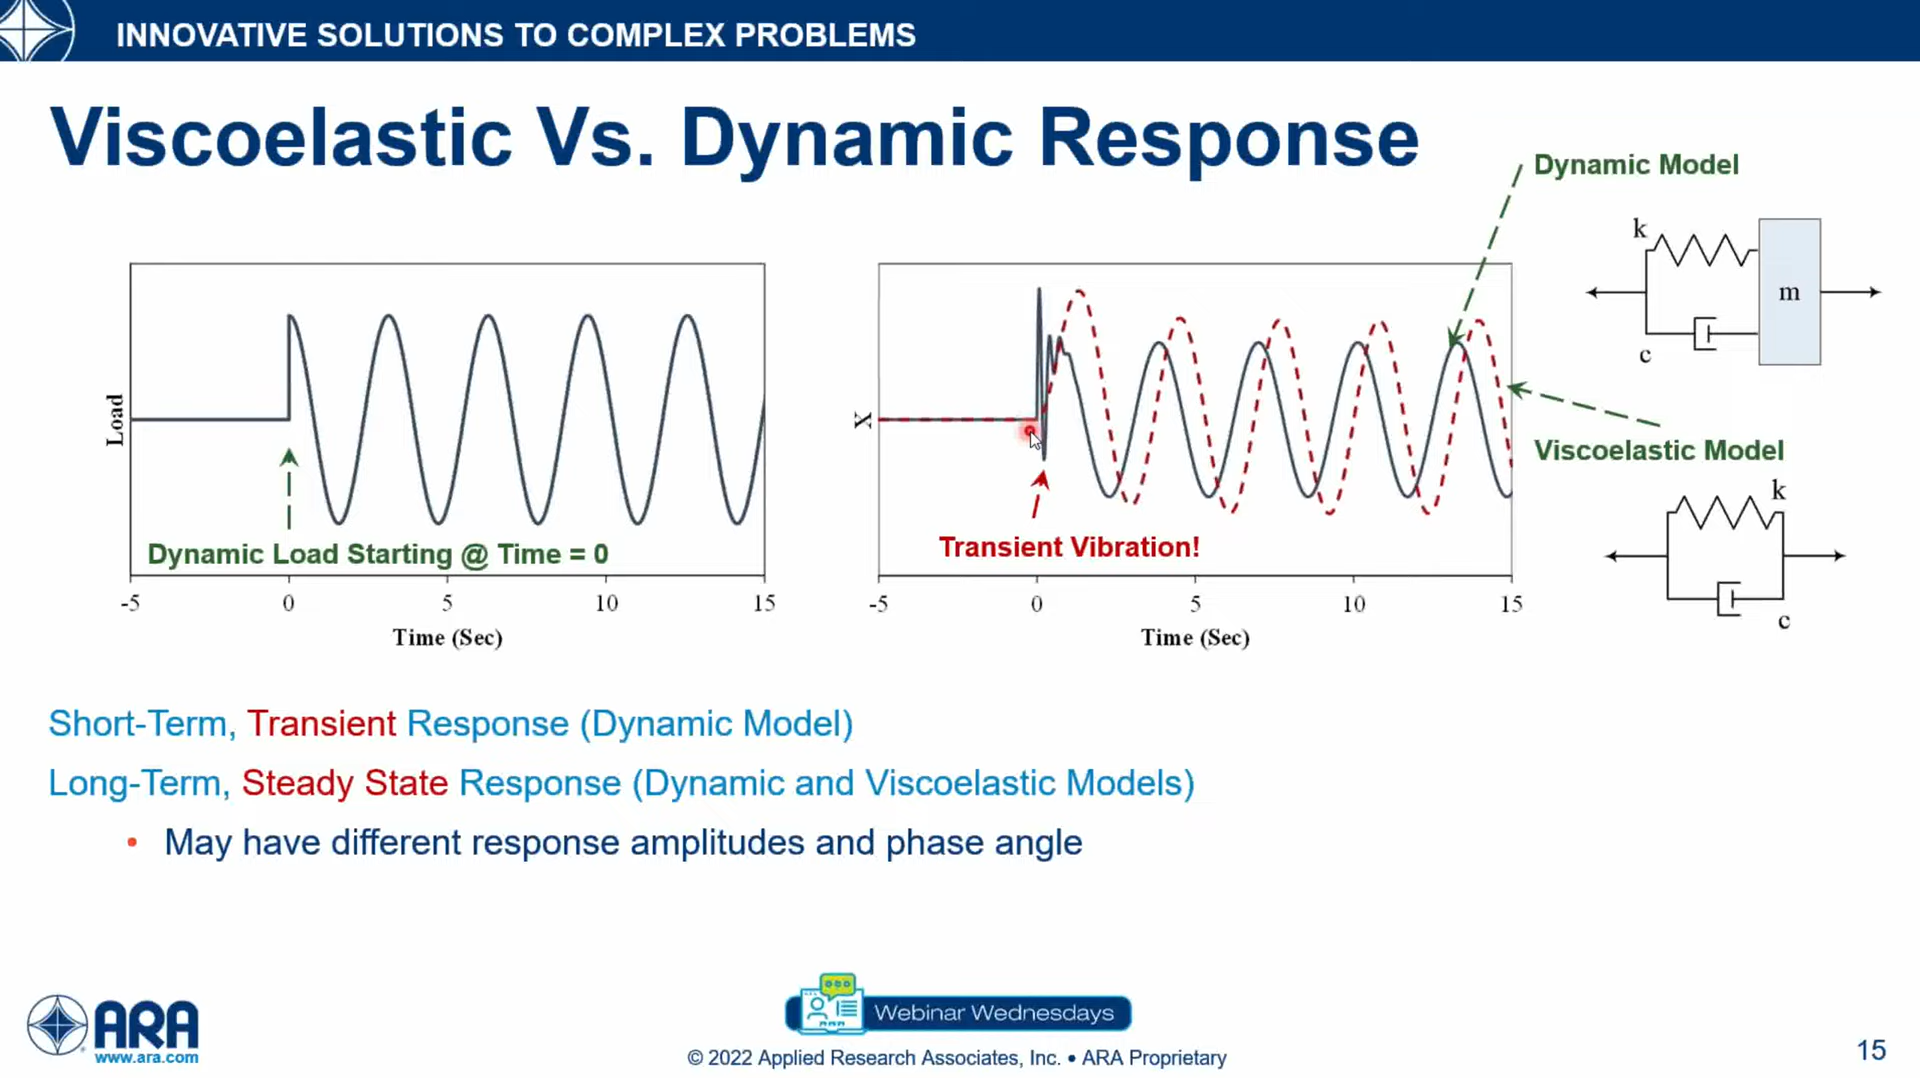 INNOVATIVE SOLUTIONS TO COMPLEX PROBLEMS
Viscoelastic Vs. Dynamic Response
Dynamic Model
k
m
c
Load
Dynamic Load Starting @ Time = 0
-5 0 5 10 15
Time (Sec)
X
Transient Vibration!
-5 0 5 10 15
Time (Sec)
Viscoelastic Model
k
c
Short-Term, Transient Response (Dynamic Model)
Long-Term, Steady State Response (Dynamic and Viscoelastic Models)
• May have different response amplitudes and phase angle
ARA
www.ara.com
Webinar Wednesdays
© 2022 Applied Research Associates, Inc. • ARA Proprietary
15